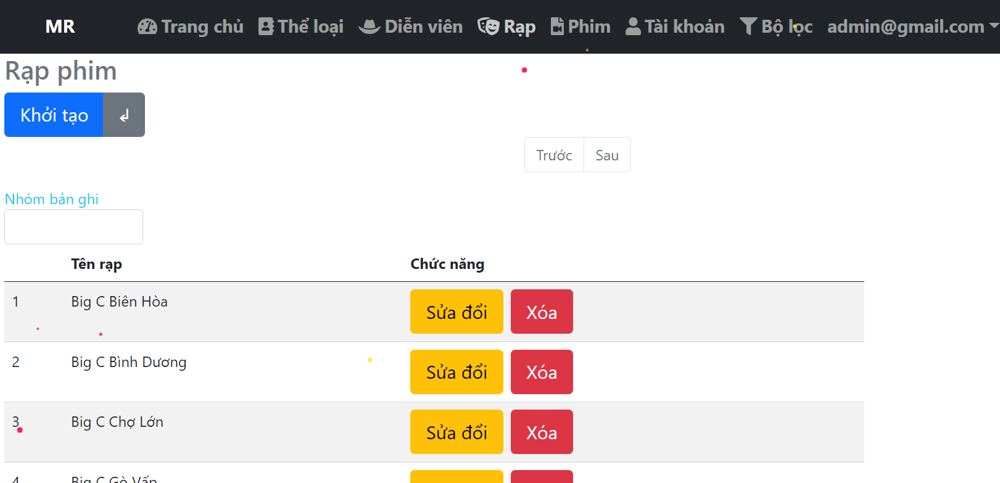 MR Trang chủ Thể loại Diễn viên Rạp Phim Tài khoản Bộ lọc admin@gmail.com
Rạp phim
Khởi tạo ↲
Trước Sau
Nhóm bản ghi
Tên rạp Chức năng
1 Big C Biên Hòa Sửa đổi Xóa
2 Big C Bình Dương Sửa đổi Xóa
3 Big C Chợ Lớn Sửa đổi Xóa
4 Big C Gò Vấp